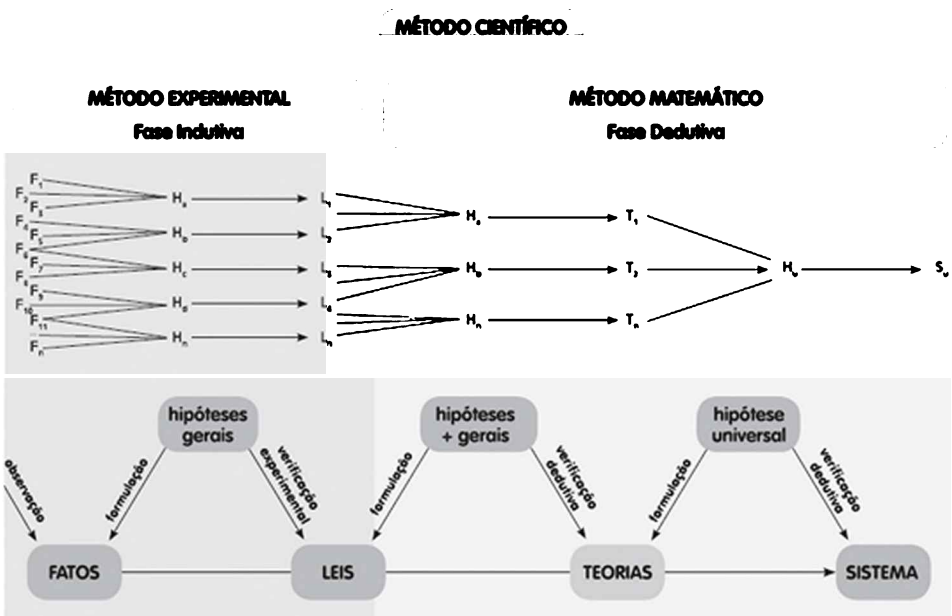 MÉTODO CIENTÍFICO
MÉTODO EXPERIMENTAL
Fase Indutiva
MÉTODO MATEMÁTICO
Fase Dedutiva
F1
F2
F3
F4
F5
F6
F7
F8
F9
F10
F11
Fn
Ha
Hb
Hc
Hd
Hn
L1
L2
L3
L4
Ln
Ha
Hb
Hn
T1
T2
Tn
Hu
Su
hipóteses
gerais
hipóteses
+ gerais
hipótese
universal
observação
formulação
verificação
experimental
formulação
verificação
dedutiva
formulação
verificação
dedutiva
FATOS
LEIS
TEORIAS
SISTEMA